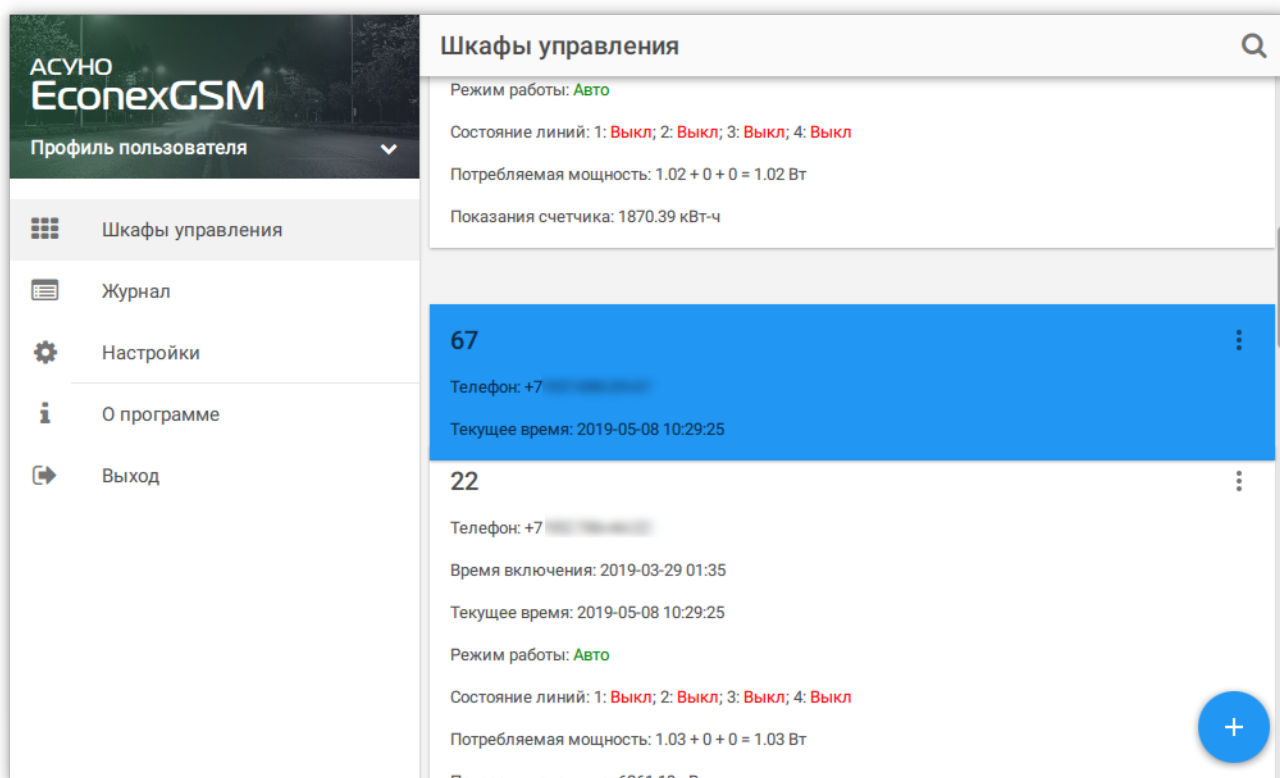 АСУНО
EconexGSM
Профиль пользователя
Шкафы управления
Журнал
Настройки
О программе
Выход
Шкафы управления
Режим работы: Авто
Состояние линий: 1: Выкл; 2: Выкл; 3: Выкл; 4: Выкл
Потребляемая мощность: 1.02 + 0 + 0 = 1.02 Вт
Показания счетчика: 1870.39 кВт-ч
67
Телефон: +7
Текущее время: 2019-05-08 10:29:25
22
Телефон: +7
Время включения: 2019-03-29 01:35
Текущее время: 2019-05-08 10:29:25
Режим работы: Авто
Состояние линий: 1: Выкл; 2: Выкл; 3: Выкл; 4: Выкл
Потребляемая мощность: 1.03 + 0 + 0 = 1.03 Вт